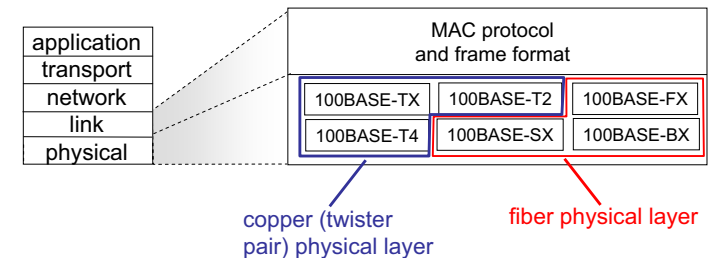 application
transport
network
link
physical
MAC protocol
and frame format
100BASE-TX
100BASE-T2
100BASE-FX
100BASE-T4
100BASE-SX
100BASE-BX
copper (twister
pair) physical layer
fiber physical layer